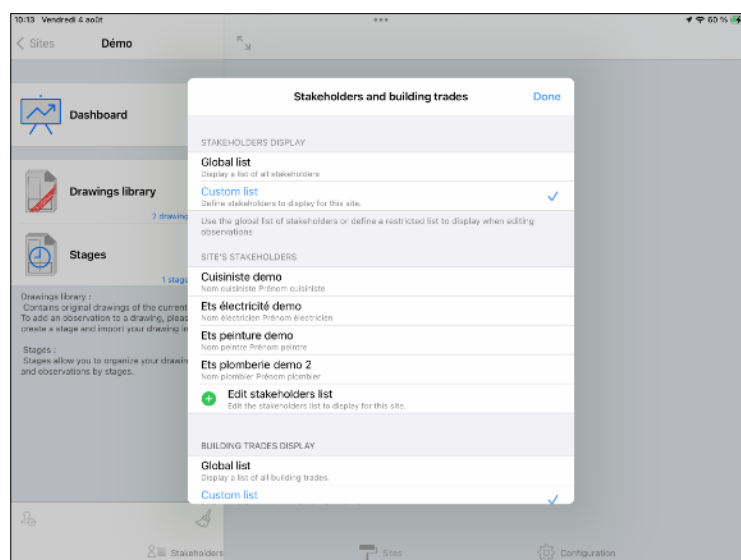 10:13 Vendredi 4 août
60 %
Sites
Démo
Dashboard
Drawings library
2 drawing
Stages
1 stage
Drawings library :
Contains original drawings of the current
To add an observation to a drawing, pleas
create a stage and import your drawing in
Stages :
Stages allow you to organize your drawin
and observations by stages.
Stakeholders and building trades
Done
STAKEHOLDERS DISPLAY
Global list
Display a list of all stakeholders
Custom list
Define stakeholders to display for this site.
Use the global list of stakeholders or define a restricted list to display when editing
observations
SITE'S STAKEHOLDERS
Cuisiniste demo
Nom cuisiniste Prénom cuisiniste
Ets électricité demo
Nom électricien Prénom électricien
Ets peinture demo
Nom peintre Prénom peintre
Ets plomberie demo 2
Nom plombier Prénom plombier
Edit stakeholders list
Edit the stakeholders list to display for this site.
BUILDING TRADES DISPLAY
Global list
Display a list of all building trades.
Custom list
Stakeholders
Sites
Configuration